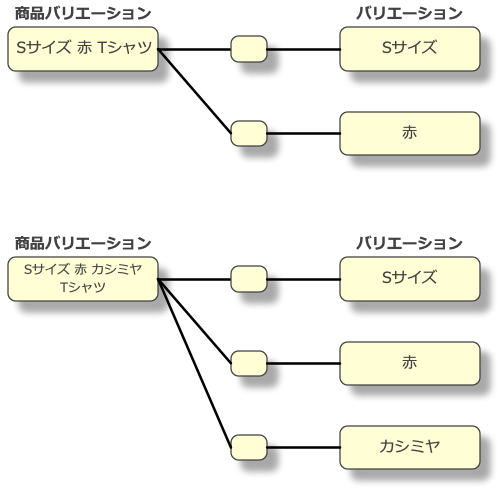 商品バリエーション
バリエーション
Sサイズ 赤 Tシャツ
Sサイズ
赤
商品バリエーション
バリエーション
Sサイズ 赤 カシミヤ
Tシャツ
Sサイズ
赤
カシミヤ